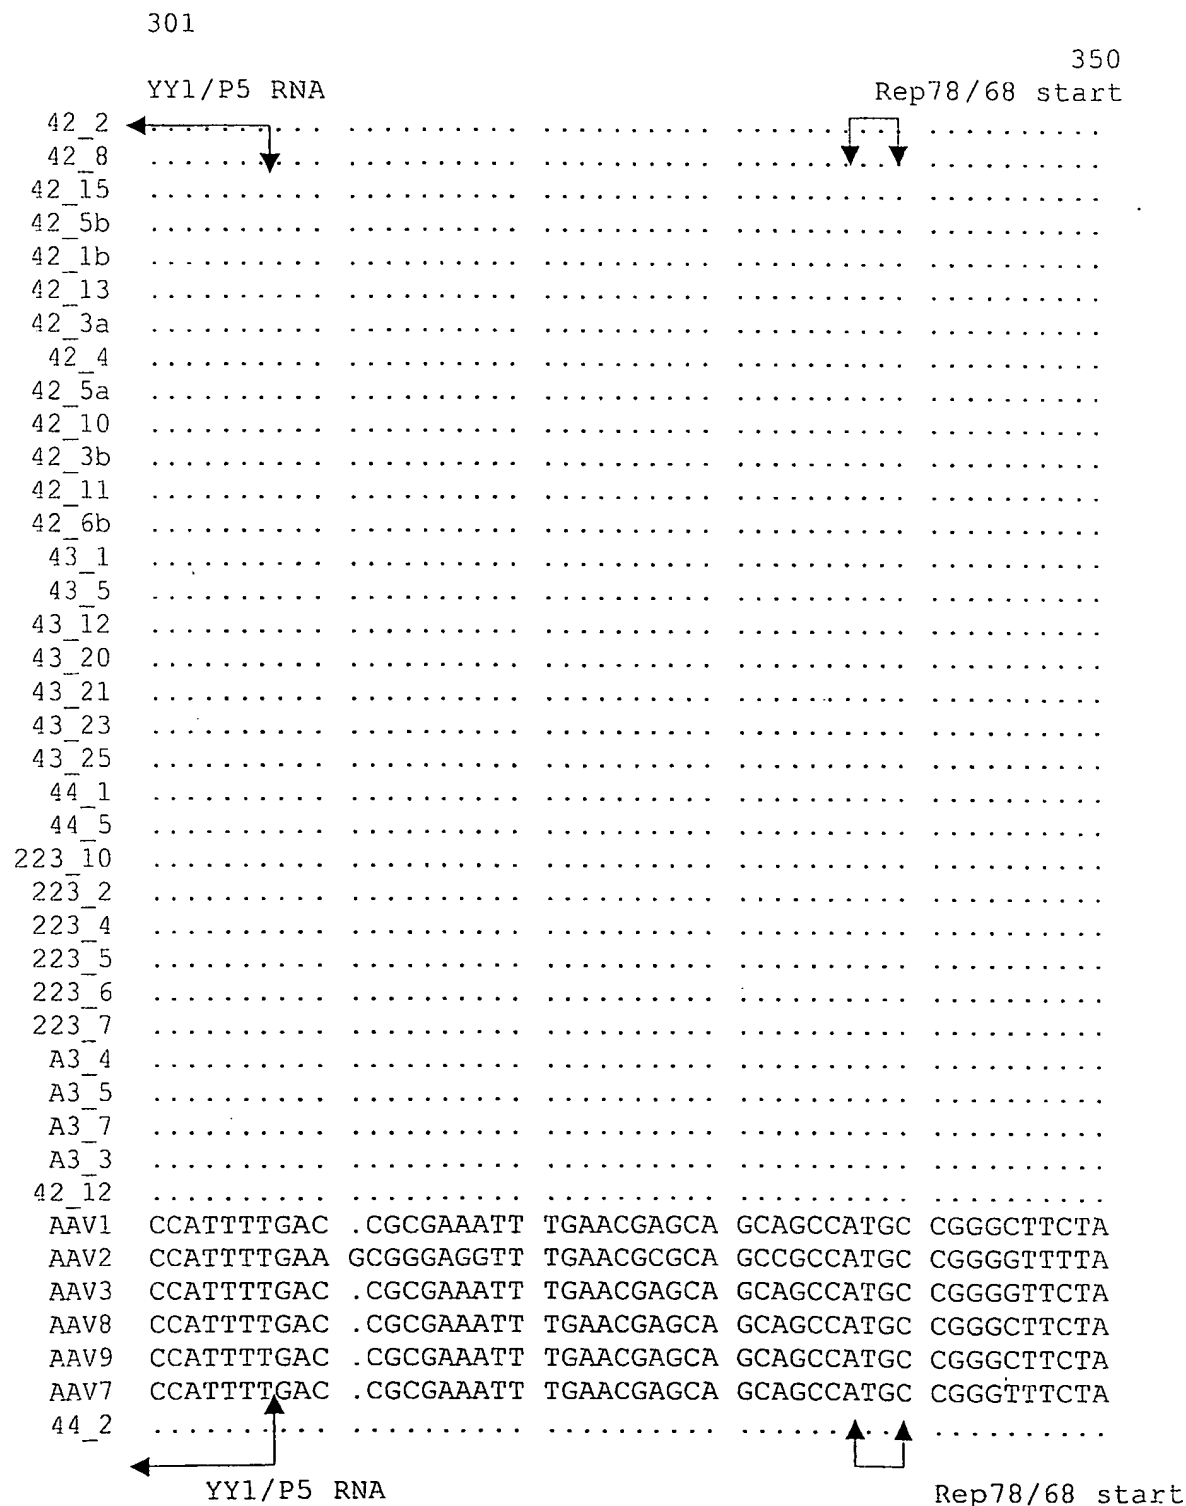 301
350
YY1/P5 RNA Rep78/68 start
42_2 .......... .......... .......... .......... ..........
42_8 .......... .......... .......... .......... ..........
42_15 .......... .......... .......... .......... ..........
42_5b .......... .......... .......... .......... ..........
42_1b .......... .......... .......... .......... ..........
42_13 .......... .......... .......... .......... ..........
42_3a .......... .......... .......... .......... ..........
42_4 .......... .......... .......... .......... ..........
42_5a .......... .......... .......... .......... ..........
42_10 .......... .......... .......... .......... ..........
42_3b .......... .......... .......... .......... ..........
42_11 .......... .......... .......... .......... ..........
42_6b .......... .......... .......... .......... ..........
43_1 .......... .......... .......... .......... ..........
43_5 .......... .......... .......... .......... ..........
43_12 .......... .......... .......... .......... ..........
43_20 .......... .......... .......... .......... ..........
43_21 .......... .......... .......... .......... ..........
43_23 .......... .......... .......... .......... ..........
43_25 .......... .......... .......... .......... ..........
44_1 .......... .......... .......... .......... ..........
44_5 .......... .......... .......... .......... ..........
223_10 .......... .......... .......... .......... ..........
223_2 .......... .......... .......... .......... ..........
223_4 .......... .......... .......... .......... ..........
223_5 .......... .......... .......... .......... ..........
223_6 .......... .......... .......... .......... ..........
223_7 .......... .......... .......... .......... ..........
A3_4 .......... .......... .......... .......... ..........
A3_5 .......... .......... .......... .......... ..........
A3_7 .......... .......... .......... .......... ..........
A3_3 .......... .......... .......... .......... ..........
42_12 .......... .......... .......... .......... ..........
AAV1 CCATTTTGAC .CGCGAAATT TGAACGAGCA GCAGCCATGC CGGGCTTCTA
AAV2 CCATTTTGAA GCGGGAGGTT TGAACGCGCA GCCGCCATGC CGGGGTTTTA
AAV3 CCATTTTGAC .CGCGAAATT TGAACGAGCA GCAGCCATGC CGGGGTTCTA
AAV8 CCATTTTGAC .CGCGAAATT TGAACGAGCA GCAGCCATGC CGGGCTTCTA
AAV9 CCATTTTGAC .CGCGAAATT TGAACGAGCA GCAGCCATGC CGGGCTTCTA
AAV7 CCATTTTGAC .CGCGAAATT TGAACGAGCA GCAGCCATGC CGGGTTTCTA
44_2 .......... .......... .......... .......... ..........
YY1/P5 RNA Rep78/68 start